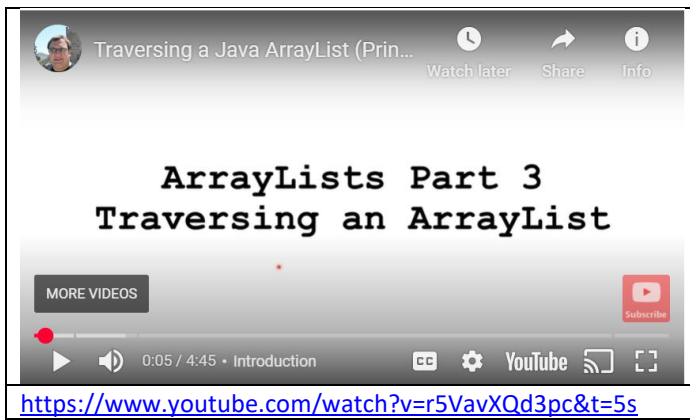 Traversing a Java ArrayList (Prin...
Watch later
Share
Info
ArrayLists Part 3
Traversing an ArrayList
MORE VIDEOS
Subscribe
0:05 / 4:45 • Introduction
CC
YouTube
https://www.youtube.com/watch?v=r5VavXQd3pc&t=5s